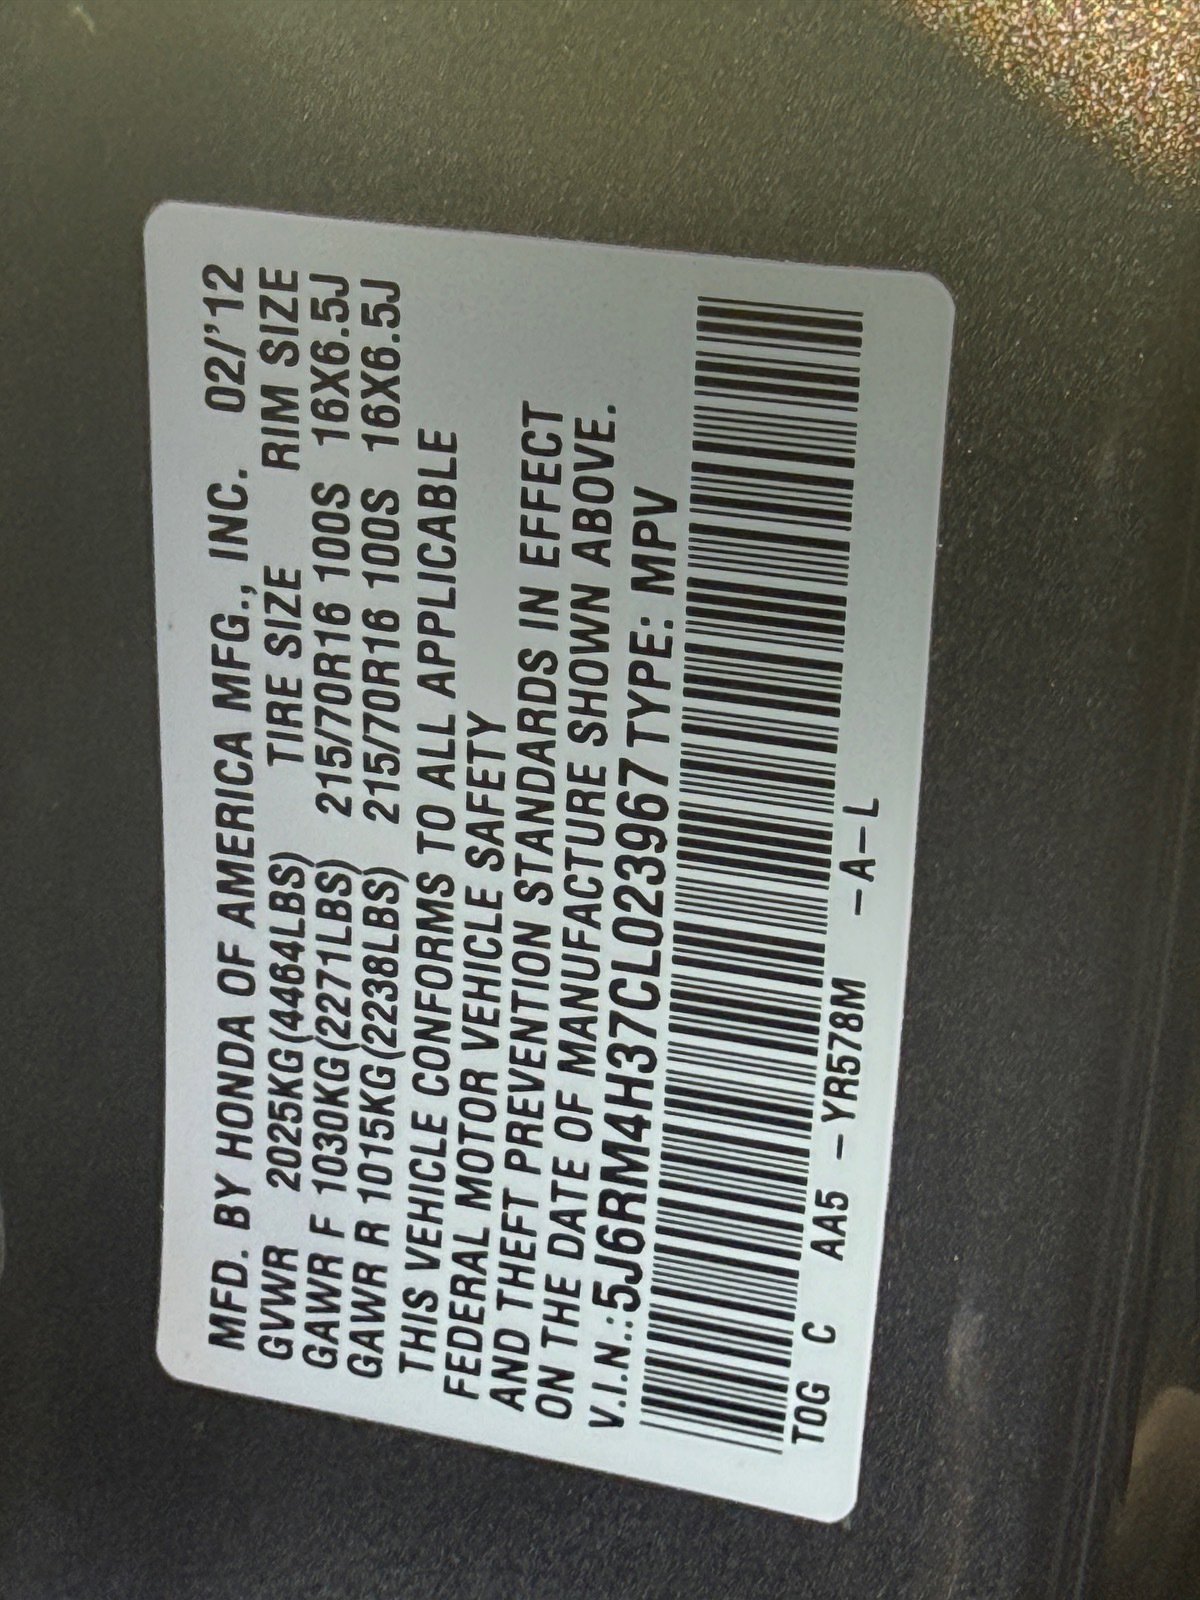 MFD. BY HONDA OF AMERICA MFG., INC. 02/'12
GVWR 2025KG(4464LBS) TIRE SIZE RIM SIZE
GAWR F 1030KG(2271LBS) 215/70R16 100S 16X6.5J
GAWR R 1015KG(2238LBS) 215/70R16 100S 16X6.5J
THIS VEHICLE CONFORMS TO ALL APPLICABLE
FEDERAL MOTOR VEHICLE SAFETY
AND THEFT PREVENTION STANDARDS IN EFFECT
ON THE DATE OF MANUFACTURE SHOWN ABOVE.
V.I.N.:5J6RM4H37CL023967 TYPE: MPV
TOG C AA5 - YR578M -A-L